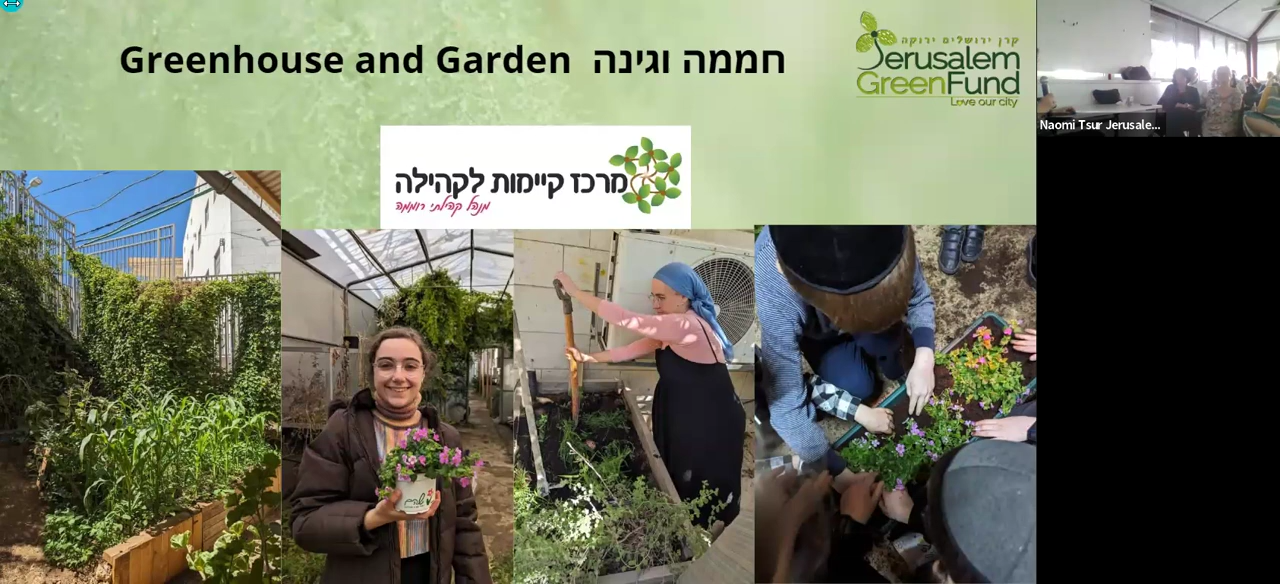 Greenhouse and Garden חממה וגינה
קרן ירושלים ירוקה
Jerusalem
GreenFund
Love our city
Naomi Tsur Jerusale...
מרכז קיימות לקהילה
מנהל קהילתי רוממה